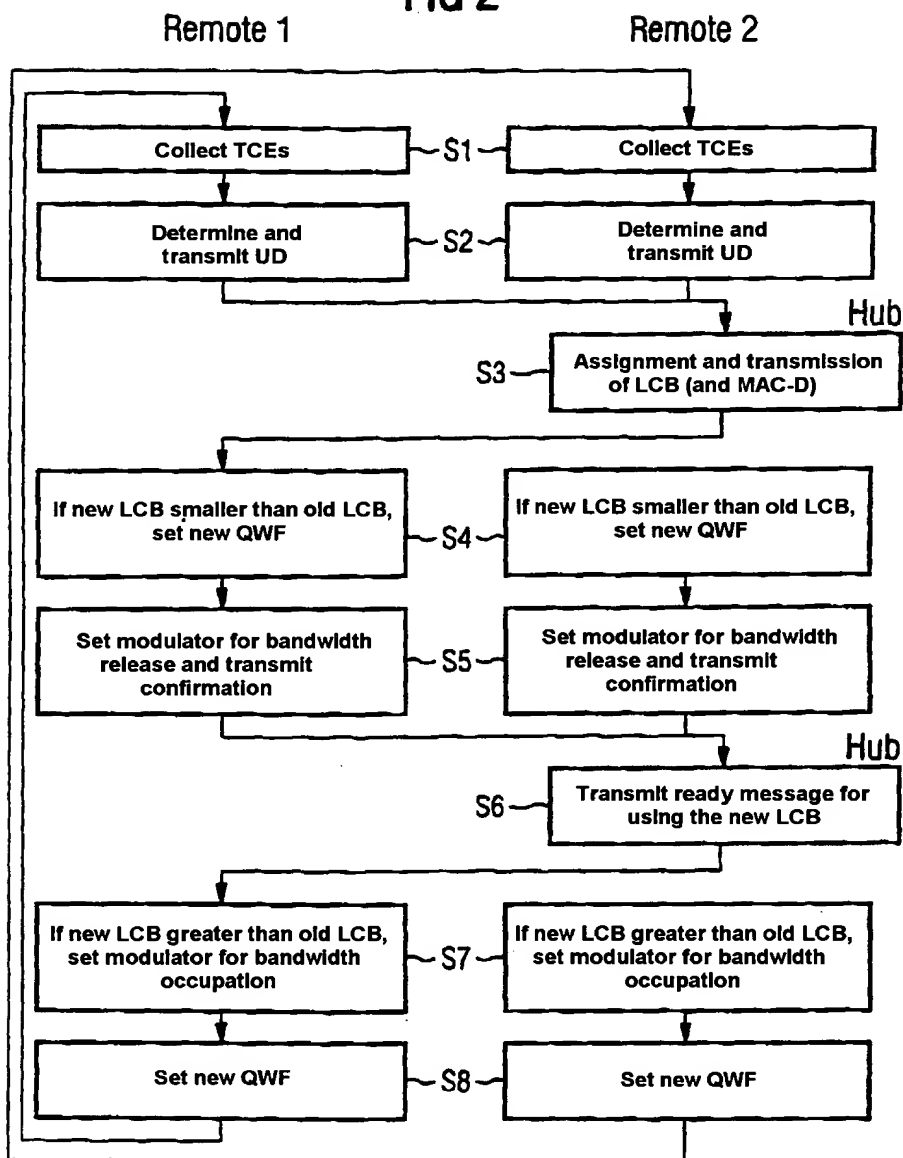 FIG 2
Remote 1
Remote 2
Collect TCEs
S1
Collect TCEs
Determine and
transmit UD
S2
Determine and
transmit UD
Hub
S3
Assignment and transmission
of LCB (and MAC-D)
If new LCB smaller than old LCB,
set new QWF
S4
If new LCB smaller than old LCB,
set new QWF
Set modulator for bandwidth
release and transmit
confirmation
S5
Set modulator for bandwidth
release and transmit
confirmation
Hub
S6
Transmit ready message for
using the new LCB
If new LCB greater than old LCB,
set modulator for bandwidth
occupation
S7
If new LCB greater than old LCB,
set modulator for bandwidth
occupation
Set new QWF
S8
Set new QWF